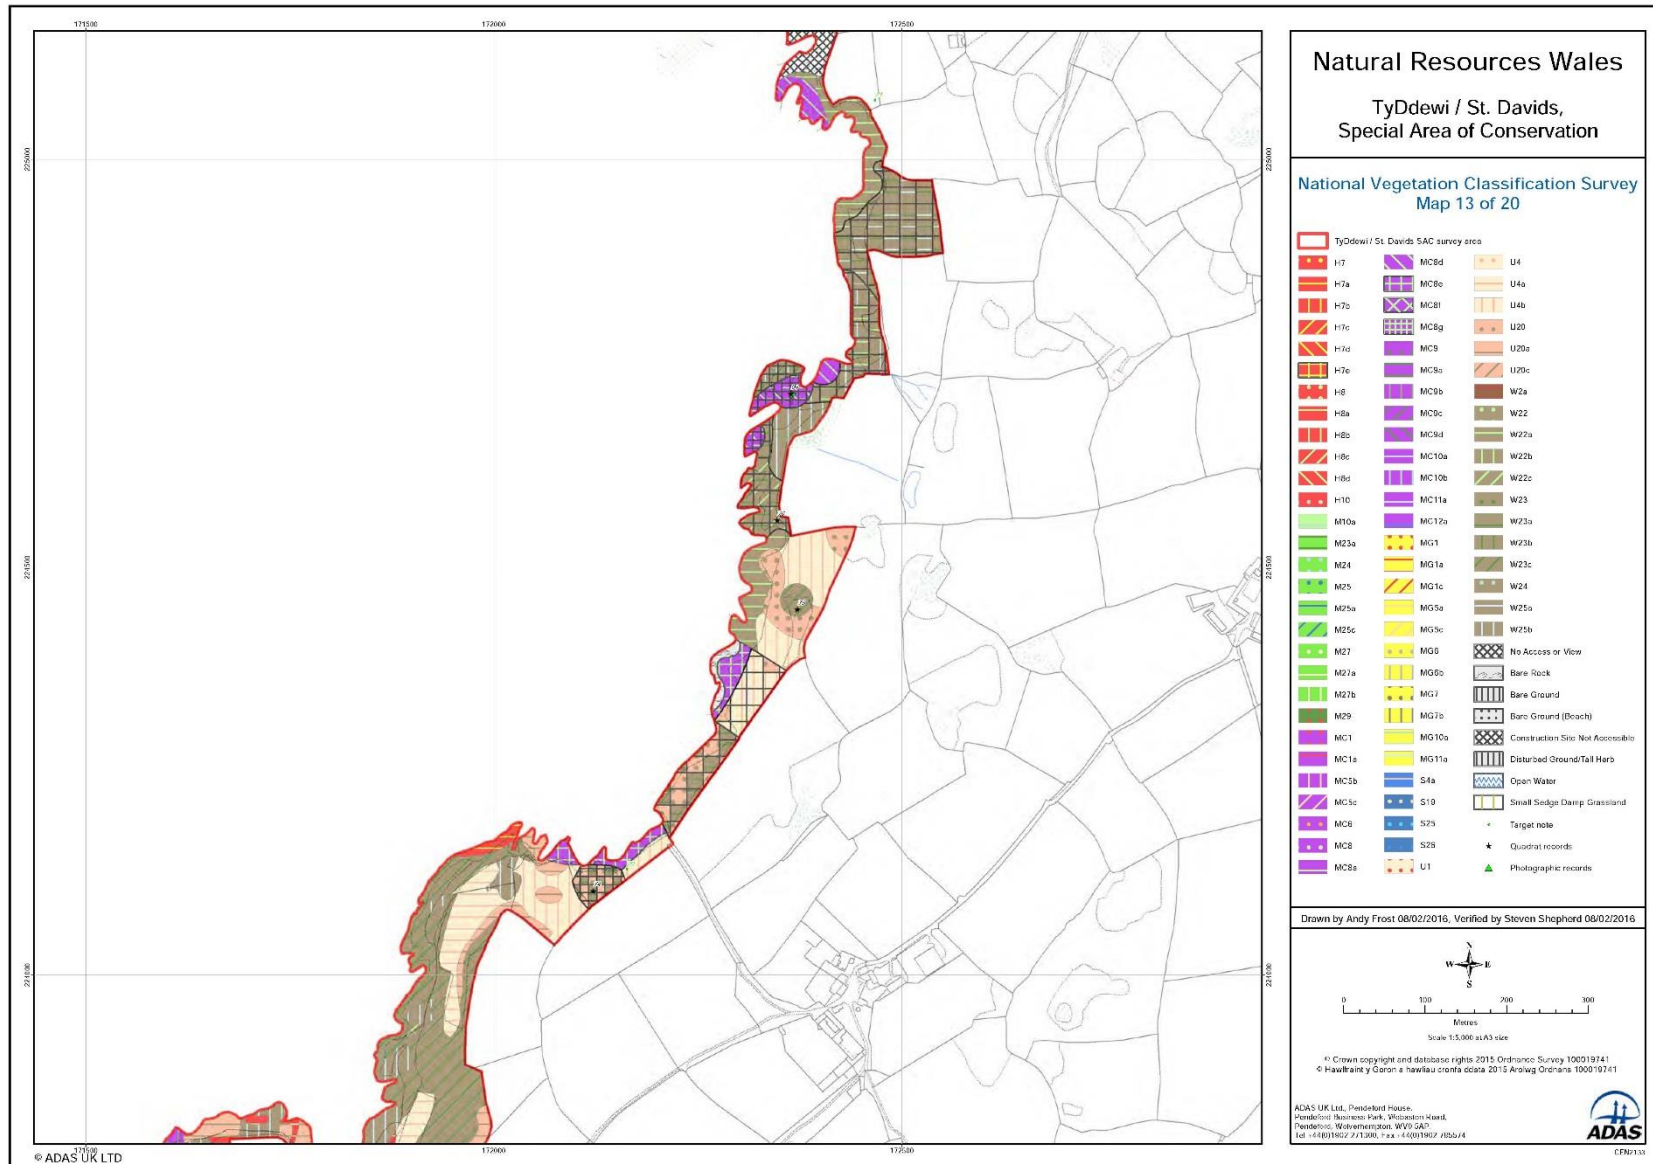 171500 172000 172500
225000
225000
224500
224500
171500 172000 172500
© ADAS UK LTD
Natural Resources Wales
TyDdewi / St. Davids,
Special Area of Conservation
National Vegetation Classification Survey
Map 13 of 20
TyDdewi / St. Davids SAC survey area
H7
H7a
H7b
H7c
H7d
H7e
H8
H8a
H8b
H8c
H8d
H10
M10a
M23a
M24
M25
M25a
M25c
M27
M27a
M27b
M29
MC1
MC1a
MC5b
MC5c
MC6
MC8
MC8a
MC8d
MC8e
MC8f
MC8g
MC9
MC9a
MC9b
MC9c
MC9d
MC10a
MC10b
MC11a
MC12a
MG1
MG1a
MG1c
MG5a
MG5c
MG6
MG6b
MG7
MG7b
MG10a
MG11a
S4a
S19
S25
S26
U1
U4
U4a
U4b
U20
U20a
U20c
W2a
W22
W22a
W22b
W22c
W23
W23a
W23b
W23c
W24
W25a
W25b
No Access or View
Bare Rock
Bare Ground
Bare Ground (Beach)
Construction Site Not Accessible
Disturbed Ground/Tall Herb
Open Water
Small Sedge Damp Grassland
Target note
Quadrat records
Photographic records
Drawn by Andy Frost 08/02/2016, Verified by Steven Shepherd 08/02/2016
N
W E
S
0 100 200 300
Metres
Scale 1:5,000 at A3 size
© Crown copyright and database rights 2015 Ordnance Survey 100019741
© Hawlfraint y Goron a hawliau cronfa ddata 2015 Arolwg Ordnans 100019741
ADAS UK Ltd., Pendeford House,
Pendeford Business Park, Wobaston Road,
Pendeford, Wolverhampton. WV9 5AP.
ADAS